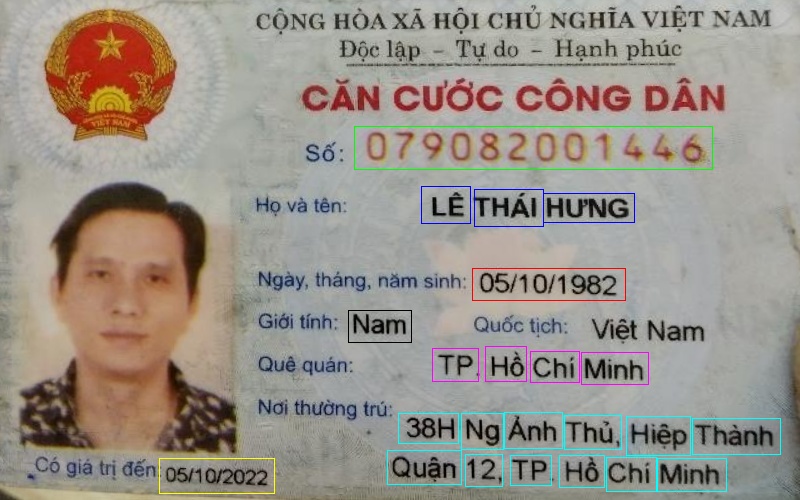 CỘNG HÒA XÃ HỘI CHỦ NGHĨA VIỆT NAM
Độc lập - Tự do - Hạnh phúc
CĂN CƯỚC CÔNG DÂN
Số: 079082001446
Họ và tên: LÊ THÁI HƯNG
Ngày, tháng, năm sinh: 05/10/1982
Giới tính: Nam Quốc tịch: Việt Nam
Quê quán: TP. Hồ Chí Minh
Nơi thường trú: 38H Ng Ảnh Thủ, Hiệp Thành
Quận 12, TP. Hồ Chí Minh
Có giá trị đến: 05/10/2022
VIỆT NAM